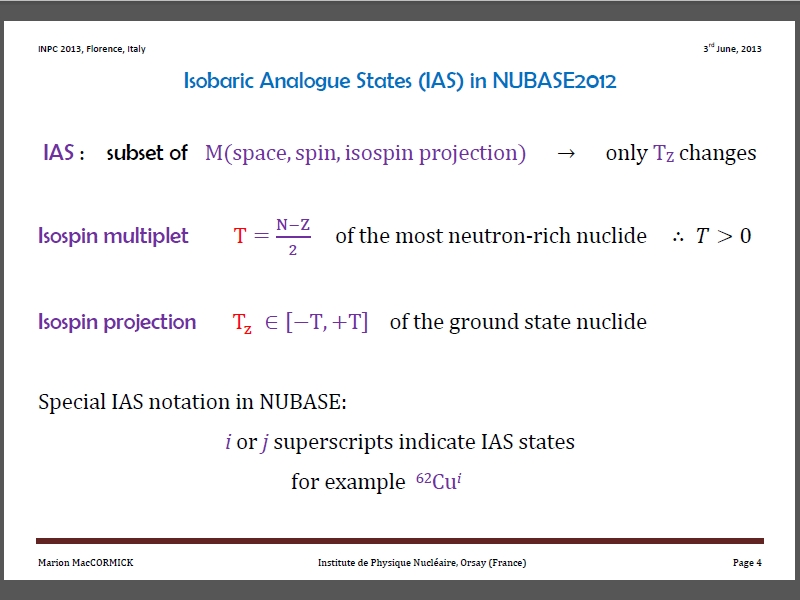 INPC 2013, Florence, Italy 3rd June, 2013
Isobaric Analogue States (IAS) in NUBASE2012
IAS : subset of M(space, spin, isospin projection) → only Tz changes
Isospin multiplet T = N−Z/2 of the most neutron-rich nuclide ∴ T > 0
Isospin projection Tz ∈ [−T, +T] of the ground state nuclide
Special IAS notation in NUBASE:
i or j superscripts indicate IAS states
for example ⁶²Cuⁱ
Marion MacCORMICK Institute de Physique Nucléaire, Orsay (France) Page 4